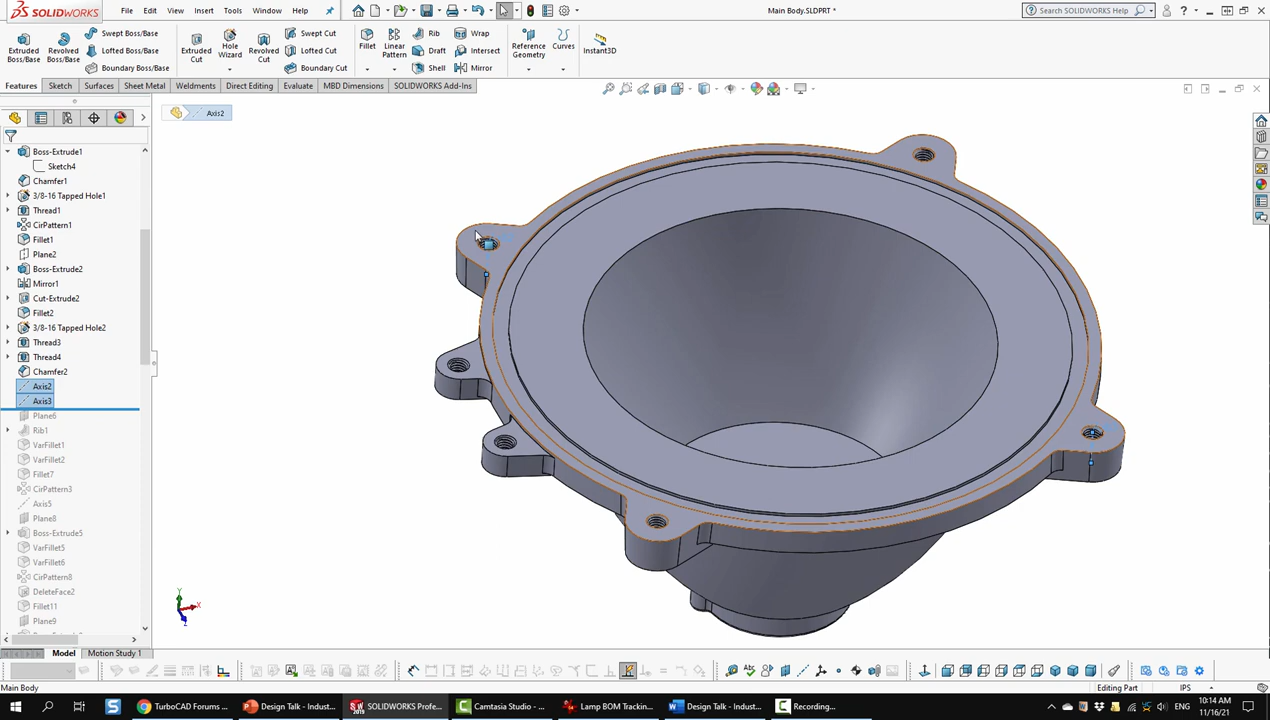 SOLIDWORKS
File
Edit
View
Insert
Tools
Window
Help
Main Body.SLDPRT *
Search SOLIDWORKS Help
Extruded Boss/Base
Revolved Boss/Base
Swept Boss/Base
Lofted Boss/Base
Boundary Boss/Base
Extruded Cut
Hole Wizard
Revolved Cut
Swept Cut
Lofted Cut
Boundary Cut
Fillet
Linear Pattern
Rib
Draft
Shell
Wrap
Intersect
Mirror
Reference Geometry
Curves
Instant3D
Features
Sketch
Surfaces
Sheet Metal
Weldments
Direct Editing
Evaluate
MBD Dimensions
SOLIDWORKS Add-Ins
Axis2
Boss-Extrude1
Sketch4
Chamfer1
3/8-16 Tapped Hole1
Thread1
CirPattern1
Fillet1
Plane2
Boss-Extrude2
Mirror1
Cut-Extrude2
Fillet2
3/8-16 Tapped Hole2
Thread3
Thread4
Chamfer2
Axis2
Axis3
Plane6
Rib1
VarFillet1
VarFillet2
Fillet7
CirPattern3
Axis5
Plane8
Boss-Extrude5
VarFillet5
VarFillet6
CirPattern8
DeleteFace2
Fillet11
Plane9
Y
X
Z
Model
Motion Study 1
Main Body
Editing Part
IPS
TurboCAD Forums ...
Design Talk - Indust...
SOLIDWORKS Profe...
Camtasia Studio - ...
Lamp BOM Trackin...
Design Talk - Indust...
Recording...
ENG
10:14 AM
11/16/21